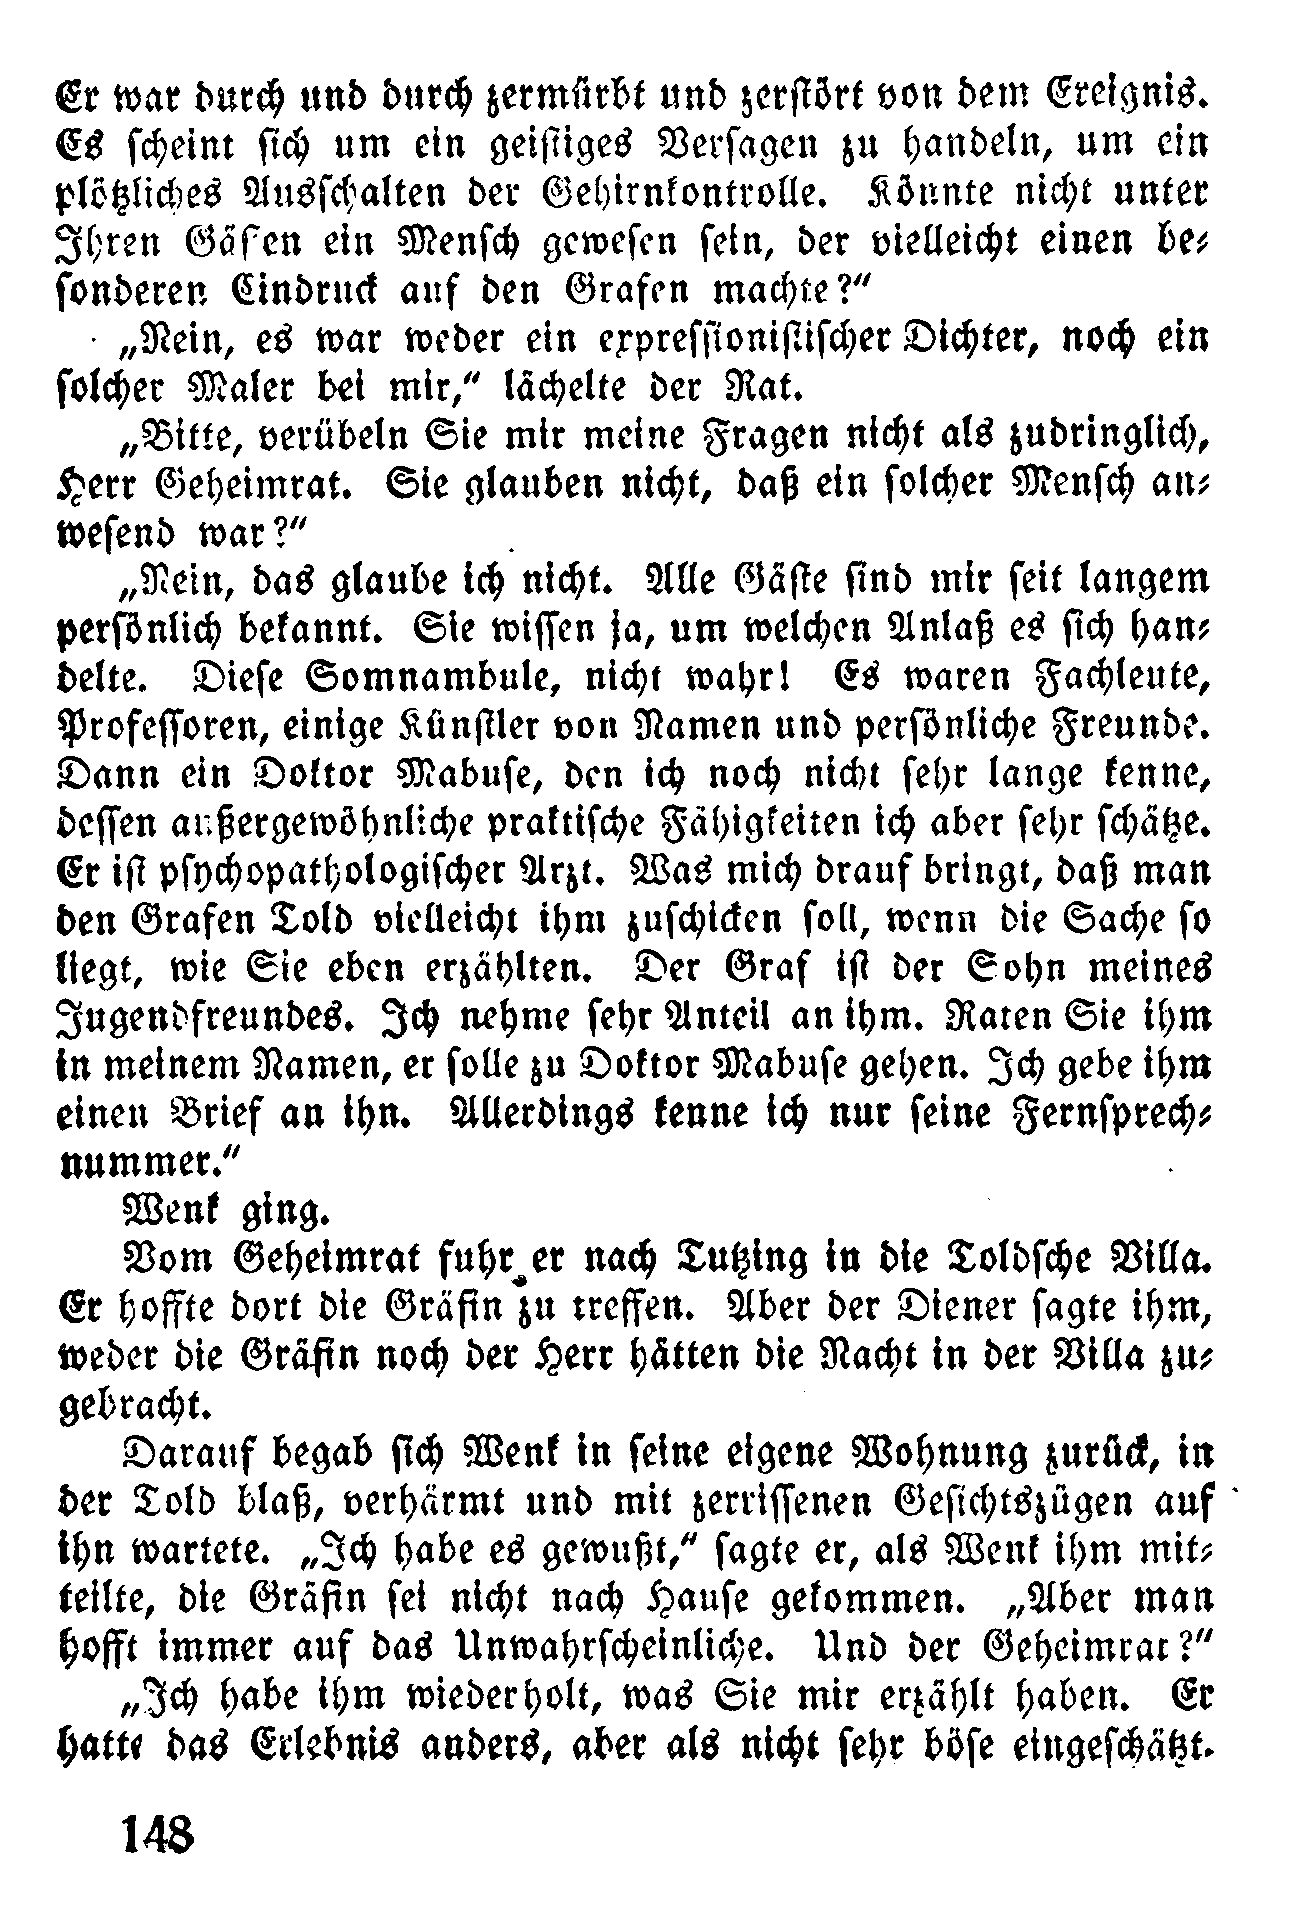 Er war durch und durch zermürbt und zerstört von dem Ereignis.
Es scheint sich um ein geistiges Versagen zu handeln, um ein
plötzliches Ausschalten der Gehirnkontrolle. Könnte nicht unter
Ihren Gästen ein Mensch gewesen sein, der vielleicht einen be-
sonderen Eindruck auf den Grafen machte?“
„Nein, es war weder ein expressionistischer Dichter, noch ein
solcher Maler bei mir,“ lächelte der Rat.
„Bitte, verübeln Sie mir meine Fragen nicht als zudringlich,
Herr Geheimrat. Sie glauben nicht, daß ein solcher Mensch an-
wesend war?“
„Nein, das glaube ich nicht. Alle Gäste sind mir seit langem
persönlich bekannt. Sie wissen ja, um welchen Anlaß es sich han-
delte. Diese Somnambule, nicht wahr! Es waren Fachleute,
Professoren, einige Künstler von Namen und persönliche Freunde.
Dann ein Doktor Mabuse, den ich noch nicht sehr lange kenne,
dessen außergewöhnliche praktische Fähigkeiten ich aber sehr schätze.
Er ist psychopathologischer Arzt. Was mich drauf bringt, daß man
den Grafen Told vielleicht ihm zuschicken soll, wenn die Sache so
liegt, wie Sie eben erzählten. Der Graf ist der Sohn meines
Jugendfreundes. Ich nehme sehr Anteil an ihm. Raten Sie ihm
in meinem Namen, er solle zu Doktor Mabuse gehen. Ich gebe ihm
einen Brief an ihn. Allerdings kenne ich nur seine Fernsprech-
nummer.“
Wenk ging.
Vom Geheimrat fuhr er nach Tutzing in die Toldsche Villa.
Er hoffte dort die Gräfin zu treffen. Aber der Diener sagte ihm,
weder die Gräfin noch der Herr hätten die Nacht in der Villa zu-
gebracht.
Darauf begab sich Wenk in seine eigene Wohnung zurück, in
der Told blaß, verhärmt und mit zerrissenen Gesichtszügen auf
ihn wartete. „Ich habe es gewußt,“ sagte er, als Wenk ihm mit-
teilte, die Gräfin sei nicht nach Hause gekommen. „Aber man
hofft immer auf das Unwahrscheinliche. Und der Geheimrat?“
„Ich habe ihm wiederholt, was Sie mir erzählt haben. Er
hatte das Erlebnis anders, aber als nicht sehr böse eingeschätzt.
148